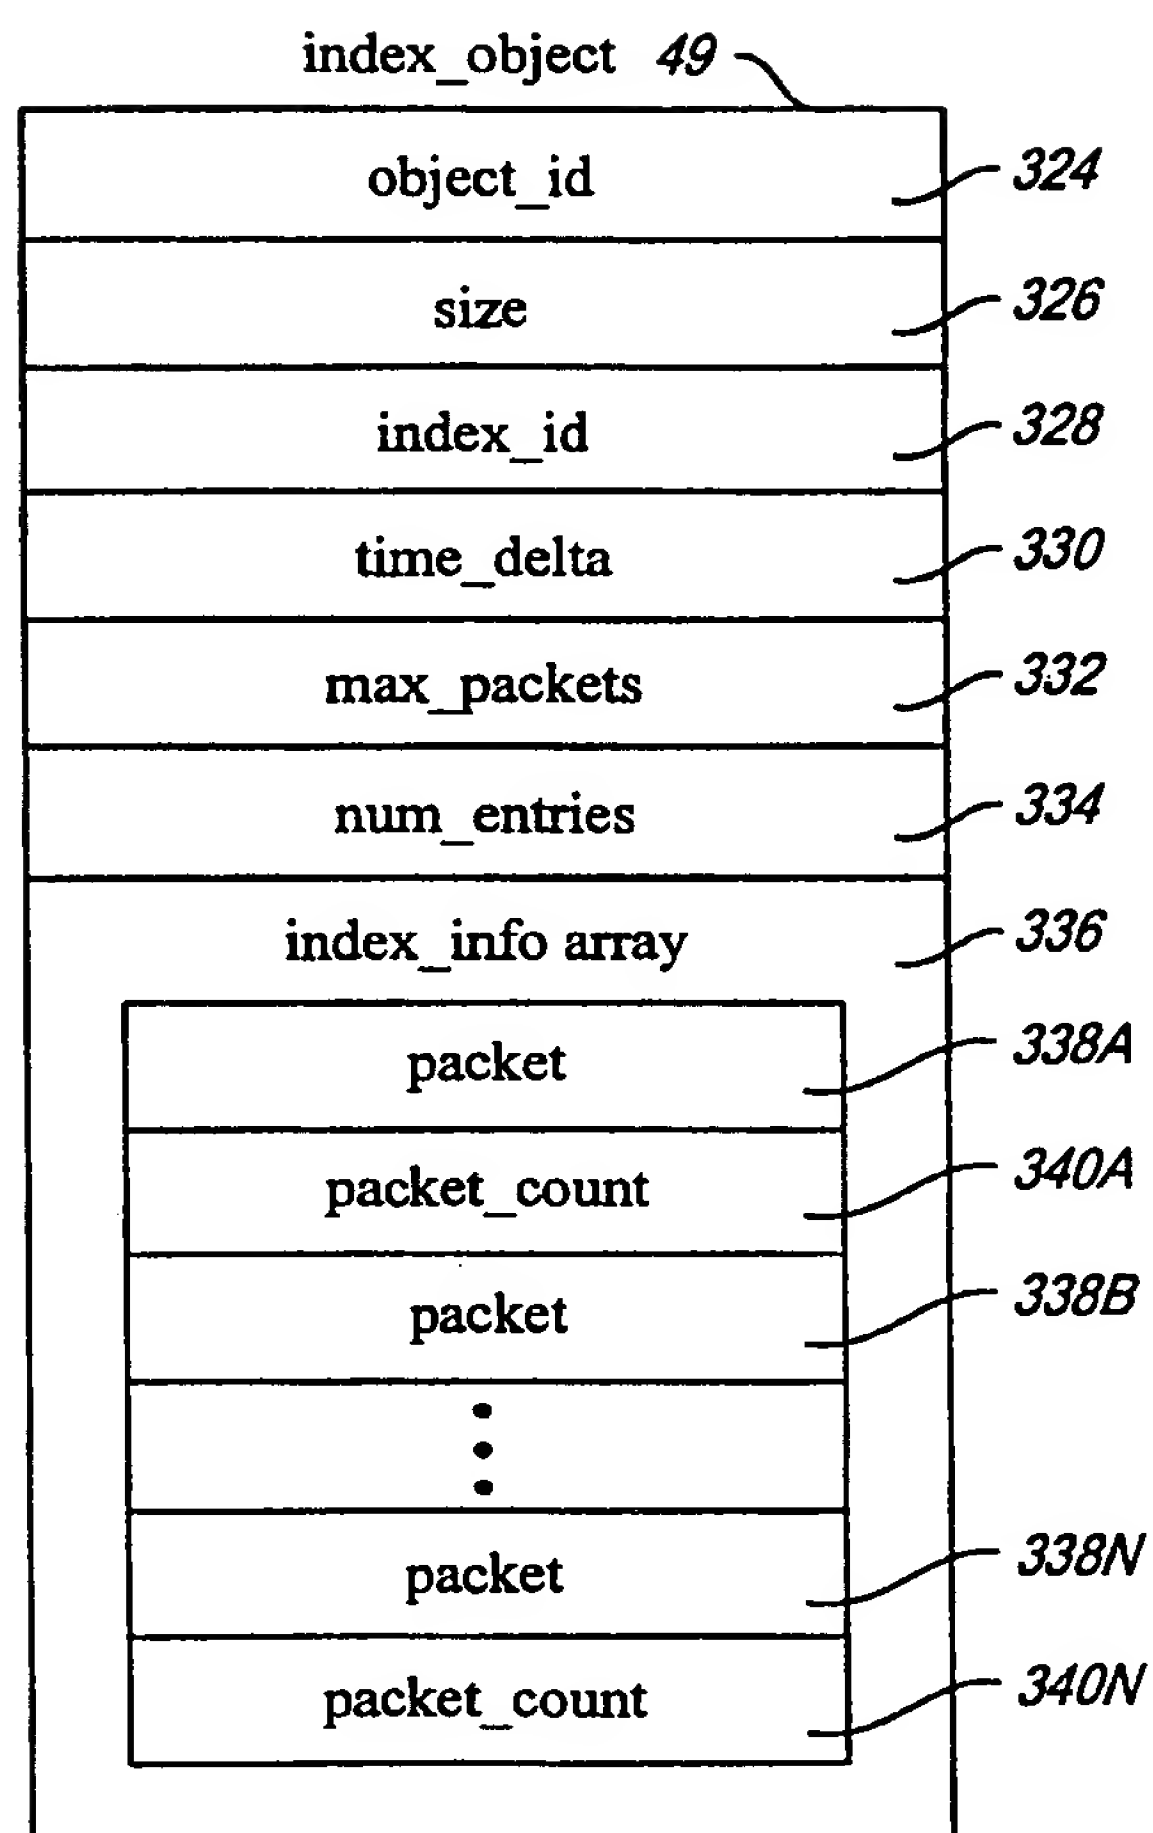 index_object 49
object_id 324
size 326
index_id 328
time_delta 330
max_packets 332
num_entries 334
index_info array 336
packet 338A
packet_count 340A
packet 338B
packet 338N
packet_count 340N